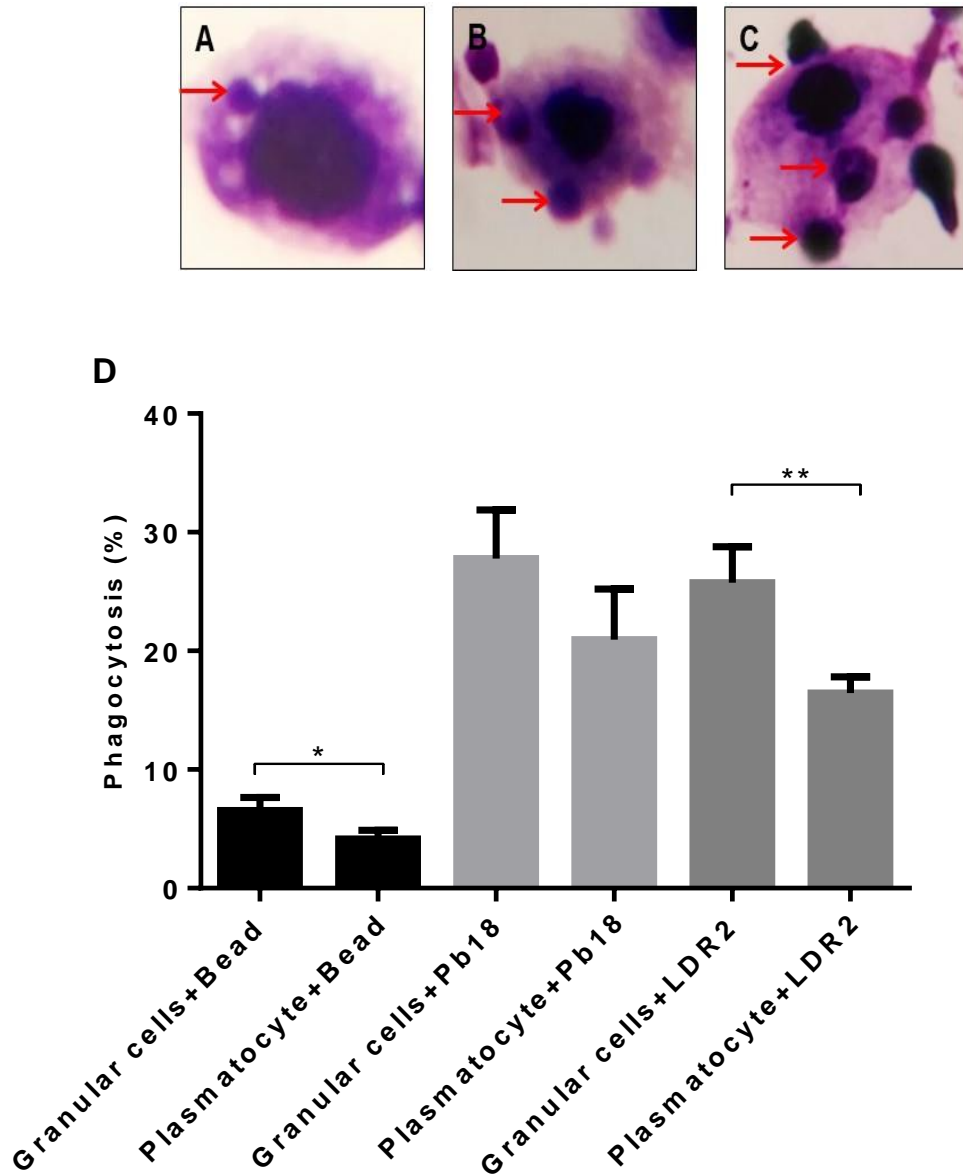 A
B
C
D
40
30
20
10
0
Phagocytosis (%)
*
**
Granular cells+Bead
Plasmatocyte+Bead
Granular cells+Pb18
Plasmatocyte+Pb18
Granular cells+LDR2
Plasmatocyte+LDR2